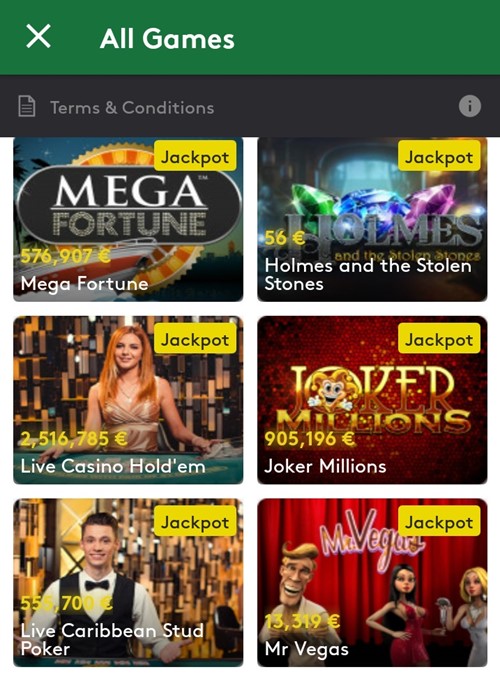 All Games
Terms & Conditions
Jackpot
MEGA™
FORTUNE
576,907 €
Mega Fortune
Jackpot
HOLMES
and the Stolen Stones
56 €
Holmes and the Stolen
Stones
Jackpot
2,516,785 €
Live Casino Hold'em
Jackpot
JOKER
MILLIONS
905,196 €
Joker Millions
Jackpot
555,700 €
Live Caribbean Stud
Poker
Jackpot
Mr.Vegas
13,319 €
Mr Vegas